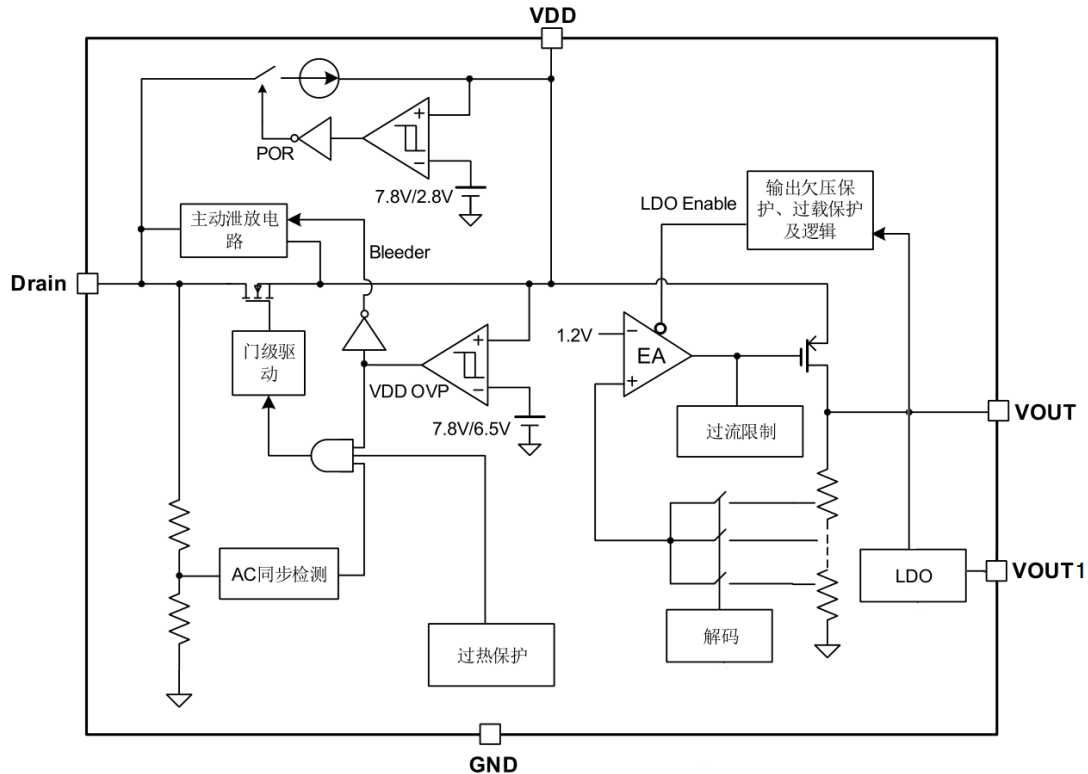 VDD
POR
7.8V/2.8V
主动泄放电
路
Bleeder
LDO Enable
输出欠压保
护、过载保护
及逻辑
Drain
门级驱
动
VDD OVP
7.8V/6.5V
1.2V
EA
过流限制
VOUT
AC同步检测
过热保护
解码
LDO
VOUT1
GND